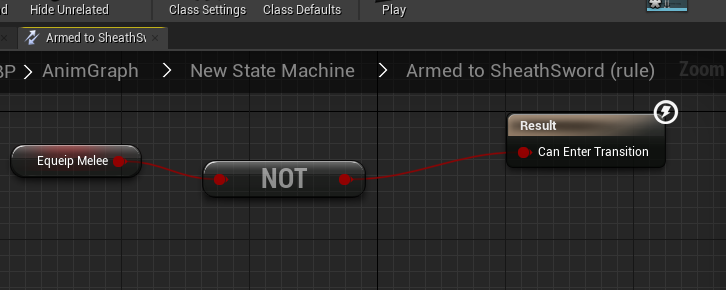 d Hide Unrelated Class Settings Class Defaults Play
Armed to SheathSw
BP > AnimGraph > New State Machine > Armed to SheathSword (rule) Zoom
Result
Equeip Melee NOT Can Enter Transition